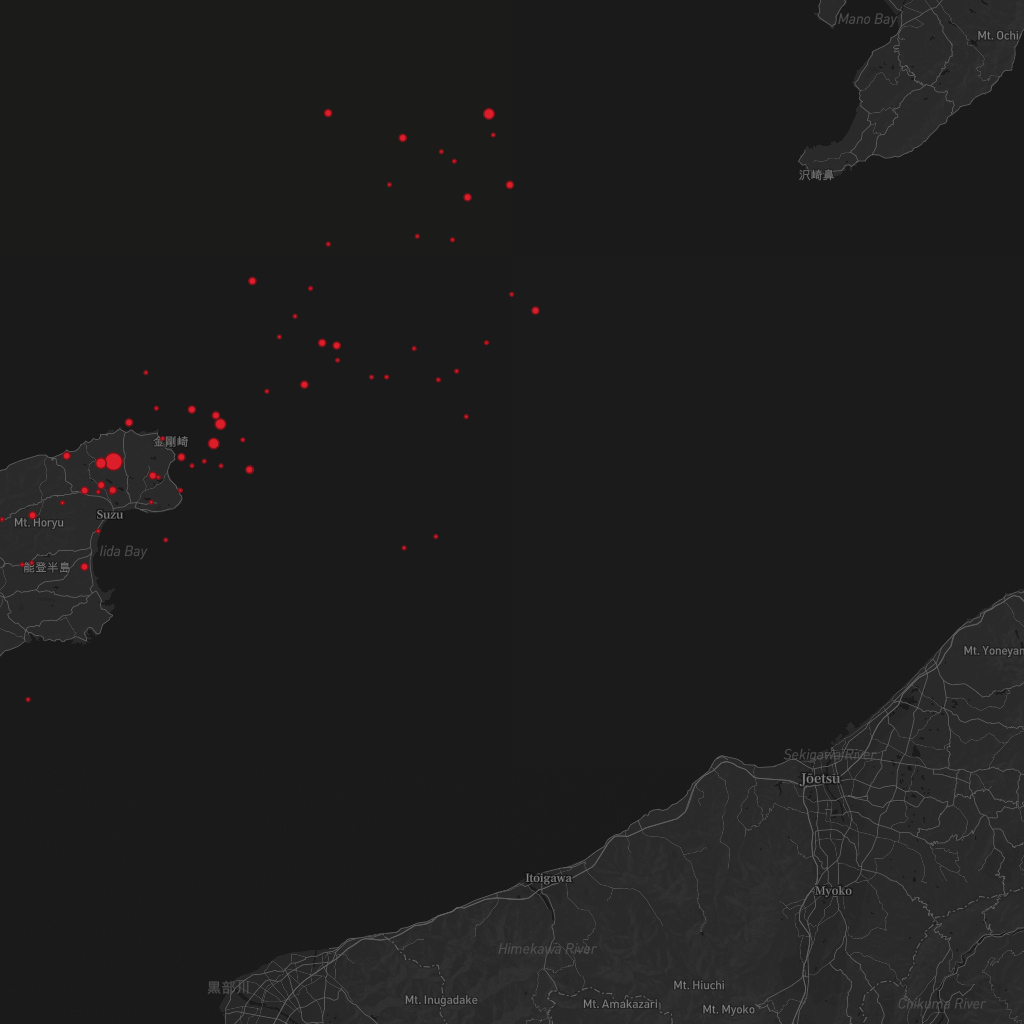 Mano Bay
Mt. Ochi
沢崎鼻
金剛崎
Suzu
Mt. Horyu
Iida Bay
能登半島
Mt. Yoneyam
Sekigawa River
Jōetsu
Itoigawa
Myoko
Himekawa River
黒部川
Mt. Hiuchi
Mt. Inugadake
Mt. Amakazari
Mt. Myoko
Chikuma River